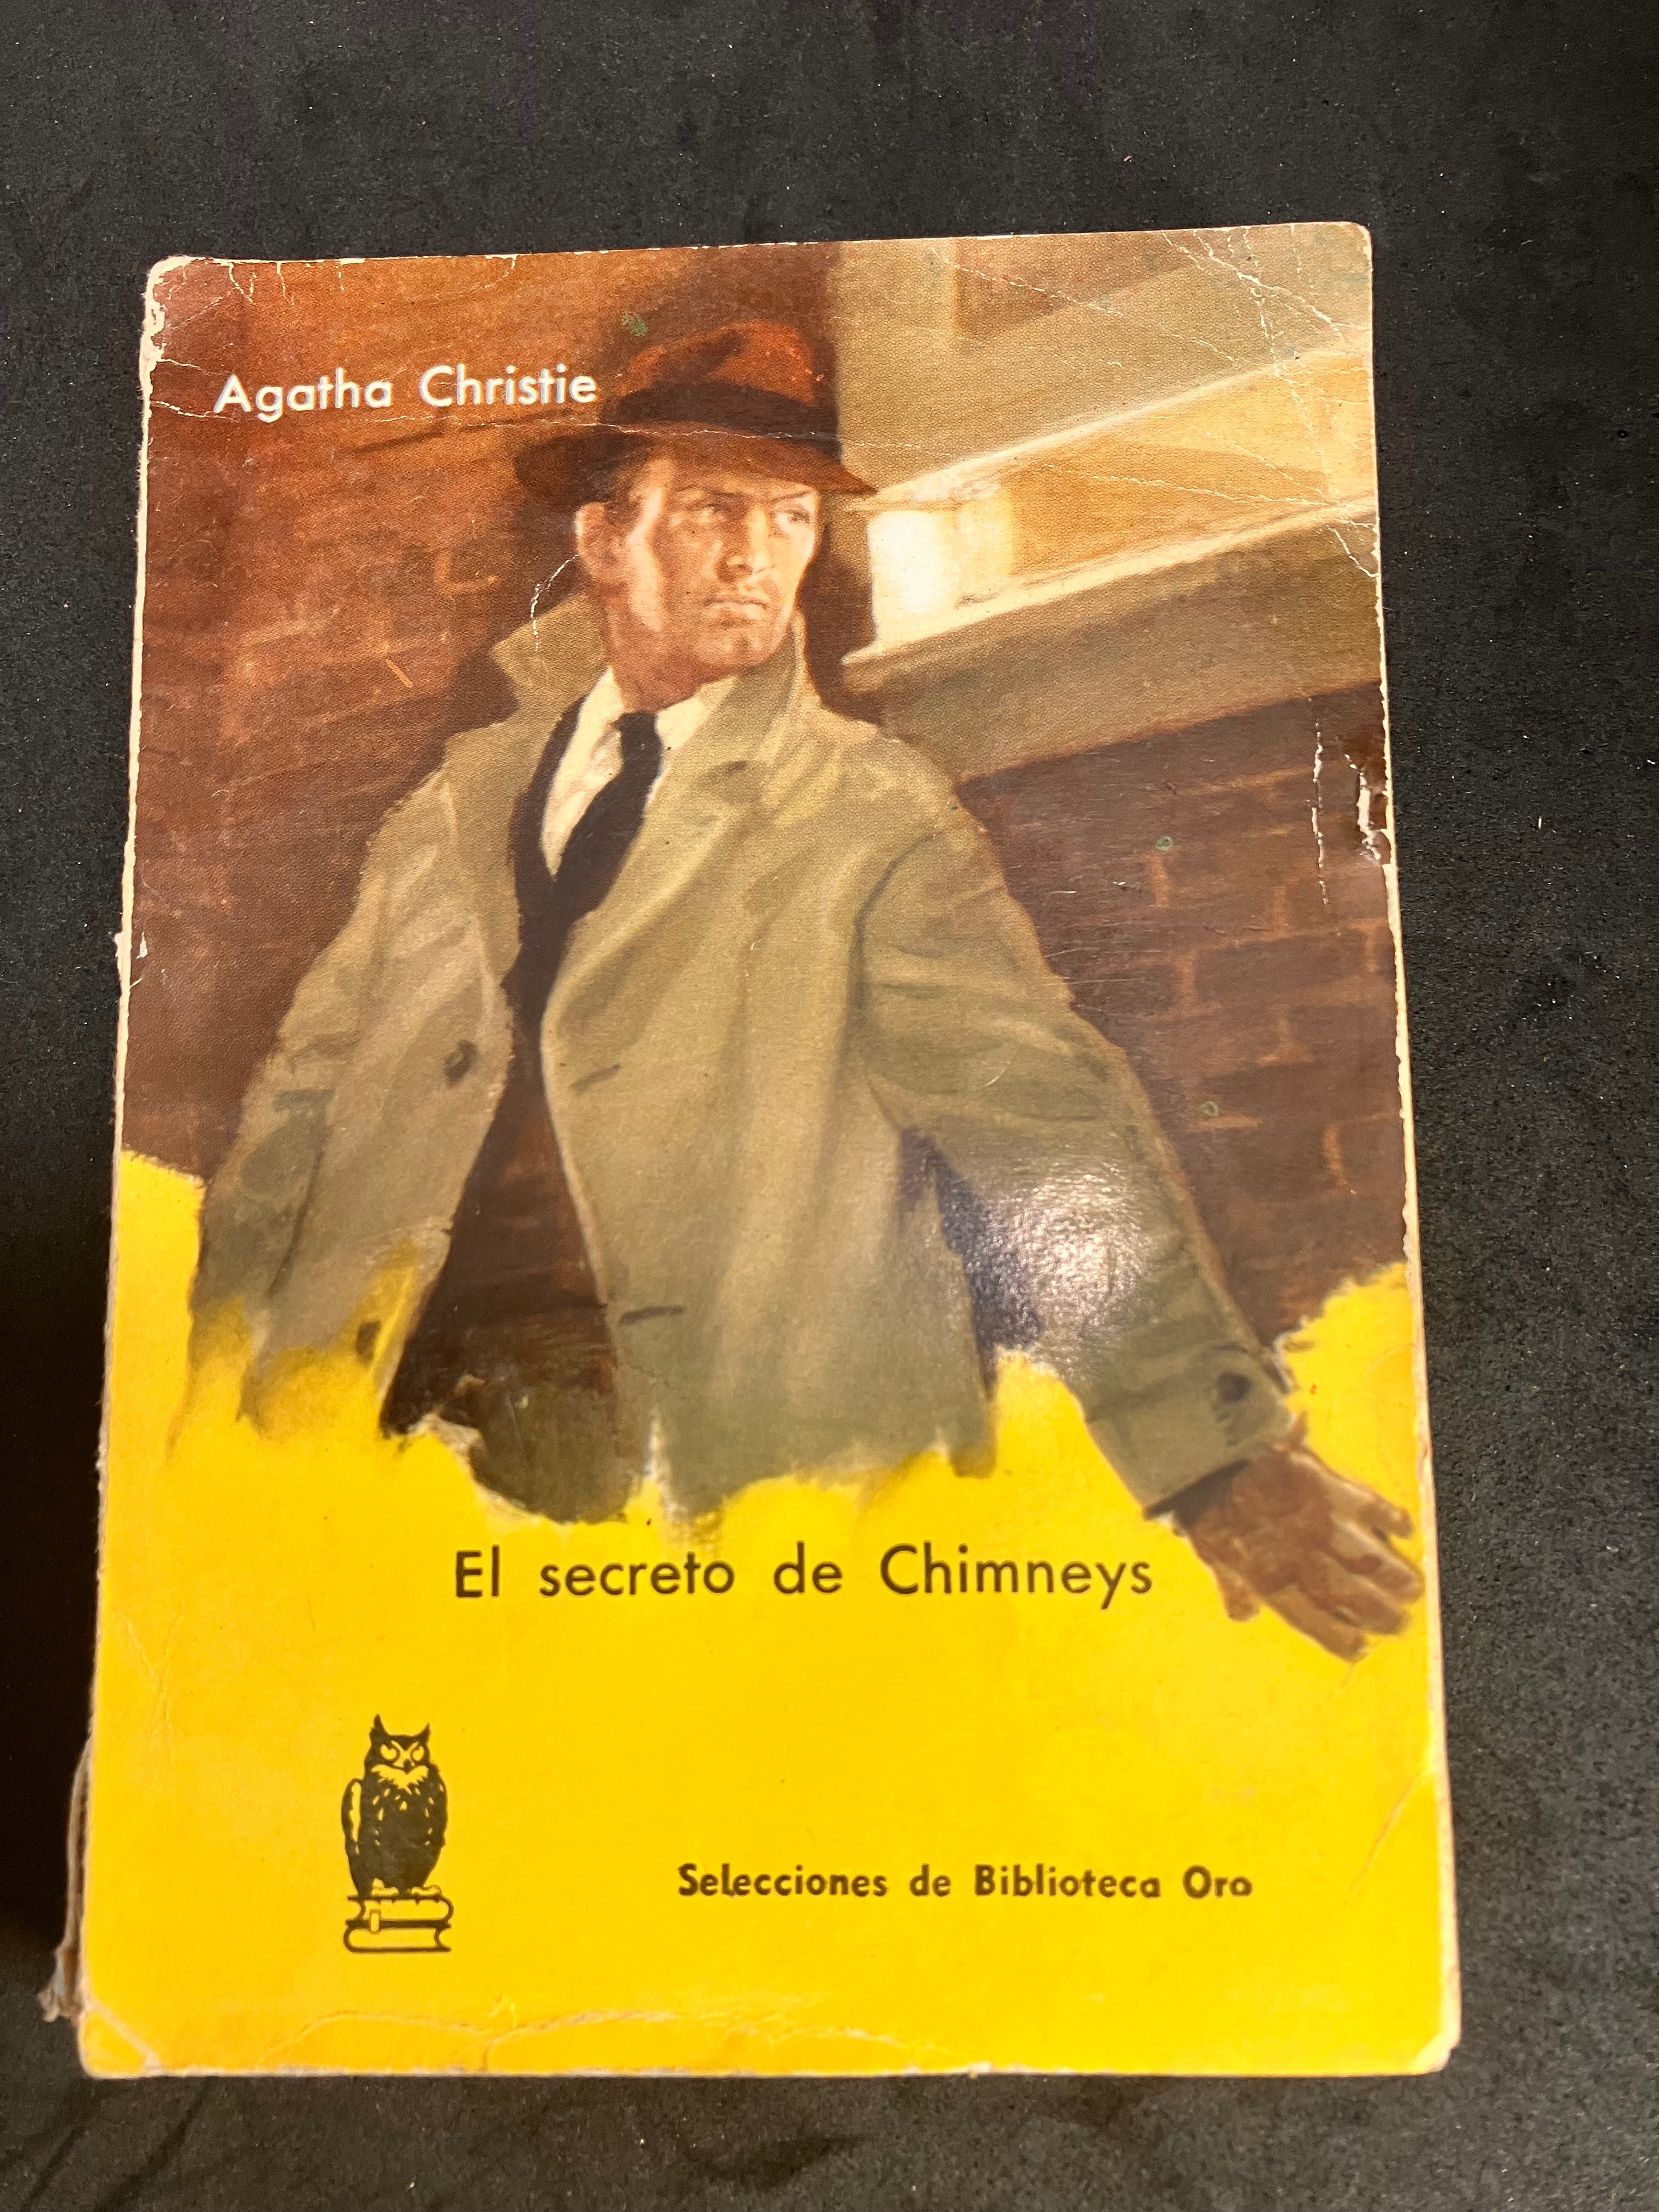 Agatha Christie
El secreto de Chimneys
Selecciones de Biblioteca Oro